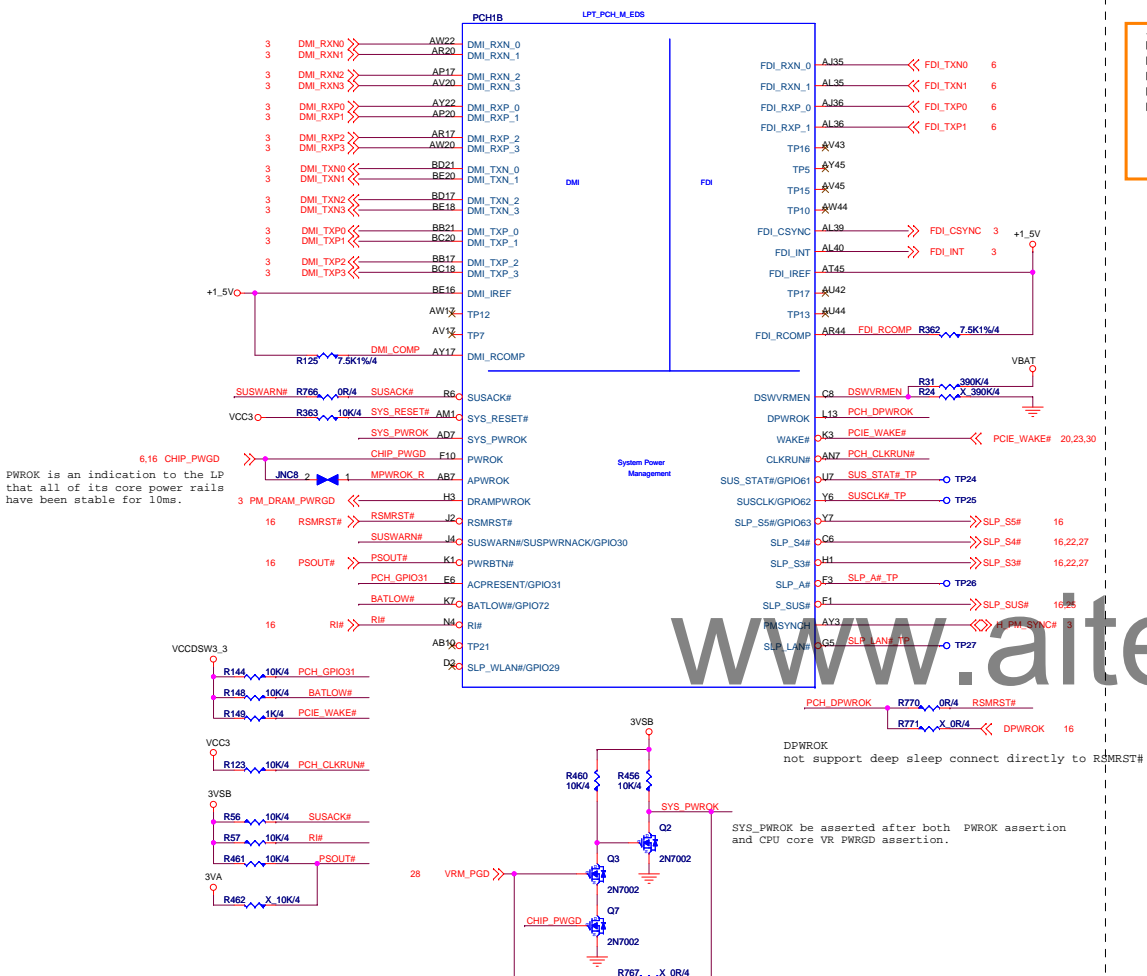 PCH1B
LPT_PCH_M_EDS
3 DMI_RXN0 AW22 DMI_RXN_0
3 DMI_RXN1 AR20 DMI_RXN_1
3 DMI_RXN2 AP17 DMI_RXN_2
3 DMI_RXN3 AV20 DMI_RXN_3
3 DMI_RXP0 AY22 DMI_RXP_0
3 DMI_RXP1 AP20 DMI_RXP_1
3 DMI_RXP2 AR17 DMI_RXP_2
3 DMI_RXP3 AW20 DMI_RXP_3
3 DMI_TXN0 BD21 DMI_TXN_0
3 DMI_TXN1 BE20 DMI_TXN_1
3 DMI_TXN2 BD17 DMI_TXN_2
3 DMI_TXN3 BE18 DMI_TXN_3
3 DMI_TXP0 BB21 DMI_TXP_0
3 DMI_TXP1 BC20 DMI_TXP_1
3 DMI_TXP2 BB17 DMI_TXP_2
3 DMI_TXP3 BC18 DMI_TXP_3
+1_5V BE16 DMI_IREF
AW17 TP12
AV17 TP7
R125 7.5K1%/4 DMI_COMP AY17 DMI_RCOMP
DMI
FDI
FDI_RXN_0 AJ35 FDI_TXN0 6
FDI_RXN_1 AL35 FDI_TXN1 6
FDI_RXP_0 AJ36 FDI_TXP0 6
FDI_RXP_1 AL36 FDI_TXP1 6
TP16 AV43
TP5 AY45
TP15 AV45
TP10 AW44
FDI_CSYNC AL39 FDI_CSYNC 3
+1_5V
FDI_INT AL40 FDI_INT 3
FDI_IREF AT45
TP17 AU42
TP13 AU44
FDI_RCOMP AR44 FDI_RCOMP R362 7.5K1%/4
SUSWARN# R766 0R/4 SUSACK# R6 SUSACK#
VCC3 R363 10K/4 SYS_RESET# AM1 SYS_RESET#
SYS_PWROK AD7 SYS_PWROK
6,16 CHIP_PWGD CHIP_PWGD F10 PWROK
JNC8 2 1 MPWROK_R AB7 APWROK
3 PM_DRAM_PWRGD H3 DRAMPWROK
16 RSMRST# RSMRST# J2 RSMRST#
SUSWARN# J4 SUSWARN#/SUSPWRNACK/GPIO30
16 PSOUT# PSOUT# K1 PWRBTN#
PCH_GPIO31 E6 ACPRESENT/GPIO31
BATLOW# K7 BATLOW#/GPIO72
16 RI# RI# N4 RI#
AB10 TP21
D2 SLP_WLAN#/GPIO29
PWROK is an indication to the LP
that all of its core power rails
have been stable for 10ms.
System Power
Management
VBAT
R31 390K/4
DSWVRMEN C8 DSWVRMEN R24 X_390K/4
DPWROK L13 PCH_DPWROK
WAKE# K3 PCIE_WAKE# PCIE_WAKE# 20,23,30
CLKRUN# AN7 PCH_CLKRUN#
SUS_STAT#/GPIO61 U7 SUS_STAT#_TP TP24
SUSCLK/GPIO62 Y6 SUSCLK#_TP TP25
SLP_S5#/GPIO63 Y7 SLP_S5# 16
SLP_S4# C6 SLP_S4# 16,22,27
SLP_S3# H1 SLP_S3# 16,22,27
SLP_A# F3 SLP_A#_TP TP26
SLP_SUS# F1 SLP_SUS# 16,25
PMSYNCH AY3 H_PM_SYNC# 3
SLP_LAN# G5 SLP_LAN#_TP TP27
www.aite
VCCDSW3_3
R144 10K/4 PCH_GPIO31
R148 10K/4 BATLOW#
R149 1K/4 PCIE_WAKE#
VCC3
R123 10K/4 PCH_CLKRUN#
3VSB
R56 10K/4 SUSACK#
R57 10K/4 RI#
R461 10K/4 PSOUT#
3VA
R462 X_10K/4
PCH_DPWROK R770 0R/4 RSMRST#
R771 X_0R/4 DPWROK 16
DPWROK
not support deep sleep connect directly to RSMRST#
3VSB
R460 10K/4
R456 10K/4
SYS_PWROK
Q2
2N7002
SYS_PWROK be asserted after both PWROK assertion
and CPU core VR PWRGD assertion.
28 VRM_PGD
Q3
2N7002
CHIP_PWGD
Q7
2N7002
R767 X_0R/4